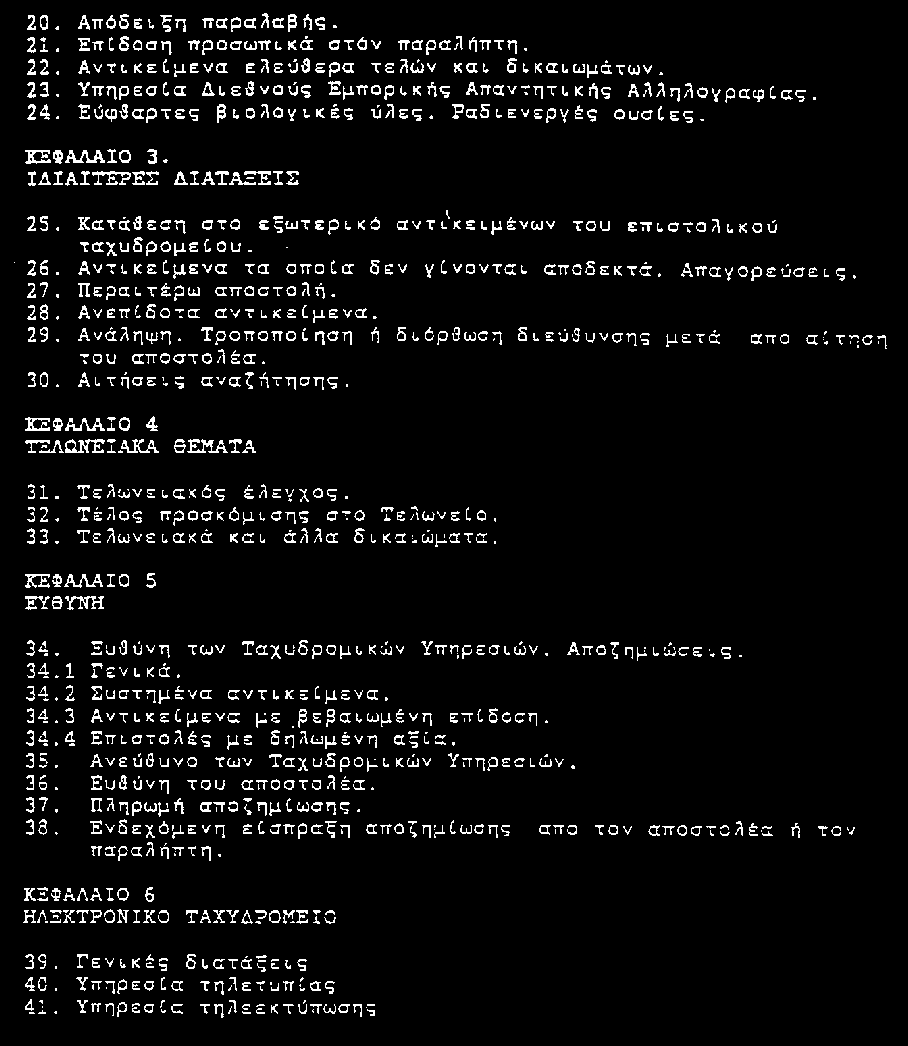 20. Απόδειξη παραλαβής.
21. Επίδοση προσωπικά στόν παραλήπτη.
22. Αντικείμενα ελεύθερα τελών και δικαιωμάτων.
23. Υπηρεσία Διεθνούς Εμπορικής Απαντητικής Αλληλογραφίας.
24. Εύφθαρτες βιολογικές ύλες. Ραδιενεργές ουσίες.
ΚΕΦΑΛΑΙΟ 3.
ΙΔΙΑΙΤΕΡΕΣ ΔΙΑΤΑΞΕΙΣ
25. Κατάθεση στο εξωτερικό αντικειμένων του επιστολικού
ταχυδρομείου.
26. Αντικείμενα τα οποία δεν γίνονται αποδεκτά. Απαγορεύσεις.
27. Περαιτέρω αποστολή.
28. Ανεπίδοτα αντικείμενα.
29. Ανάληψη. Τροποποίηση ή διόρθωση διεύθυνσης μετά απο αίτηση
του αποστολέα.
30. Αιτήσεις αναζήτησης.
ΚΕΦΑΛΑΙΟ 4
ΤΕΛΩΝΕΙΑΚΑ ΘΕΜΑΤΑ
31. Τελωνειακός έλεγχος.
32. Τέλος προσκόμισης στο Τελωνείο.
33. Τελωνειακά και άλλα δικαιώματα.
ΚΕΦΑΛΑΙΟ 5
ΕΥΘΥΝΗ
34. Ευθύνη των Ταχυδρομικών Υπηρεσιών. Αποζημιώσεις.
34.1 Γενικά.
34.2 Συστημένα αντικείμενα.
34.3 Αντικείμενα με βεβαιωμένη επίδοση.
34.4 Επιστολές με δηλωμένη αξία.
35. Ανεύθυνο των Ταχυδρομικών Υπηρεσιών.
36. Ευθύνη του αποστολέα.
37. Πληρωμή αποζημίωσης.
38. Ενδεχόμενη είσπραξη αποζημίωσης απο τον αποστολέα ή τον
παραλήπτη.
ΚΕΦΑΛΑΙΟ 6
ΗΛΕΚΤΡΟΝΙΚΟ ΤΑΧΥΔΡΟΜΕΙΟ
39. Γενικές διατάξεις
40. Υπηρεσία τηλετυπίας
41. Υπηρεσία τηλεεκτύπωσης